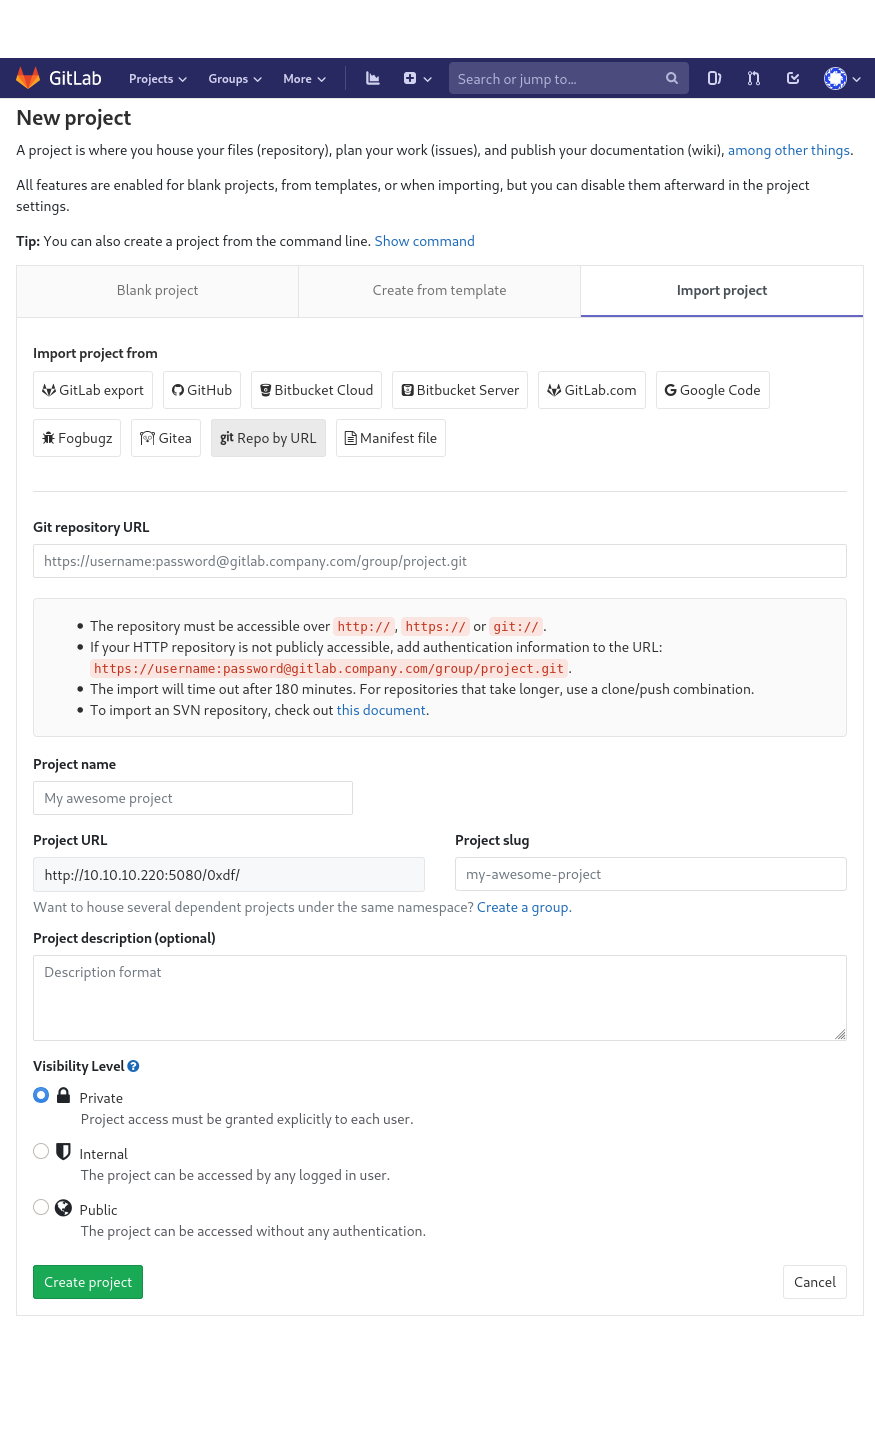 GitLab Projects Groups More Search or jump to...
New project
A project is where you house your files (repository), plan your work (issues), and publish your documentation (wiki), among other things.
All features are enabled for blank projects, from templates, or when importing, but you can disable them afterward in the project
settings.
Tip: You can also create a project from the command line. Show command
Blank project Create from template Import project
Import project from
GitLab export GitHub Bitbucket Cloud Bitbucket Server GitLab.com Google Code
Fogbugz Gitea git Repo by URL Manifest file
Git repository URL
https://username:password@gitlab.company.com/group/project.git
• The repository must be accessible over http://, https:// or git://.
• If your HTTP repository is not publicly accessible, add authentication information to the URL:
https://username:password@gitlab.company.com/group/project.git.
• The import will time out after 180 minutes. For repositories that take longer, use a clone/push combination.
• To import an SVN repository, check out this document.
Project name
My awesome project
Project URL Project slug
http://10.10.10.220:5080/0xdf/ my-awesome-project
Want to house several dependent projects under the same namespace? Create a group.
Project description (optional)
Description format
Visibility Level
Private
Project access must be granted explicitly to each user.
Internal
The project can be accessed by any logged in user.
Public
The project can be accessed without any authentication.
Create project Cancel